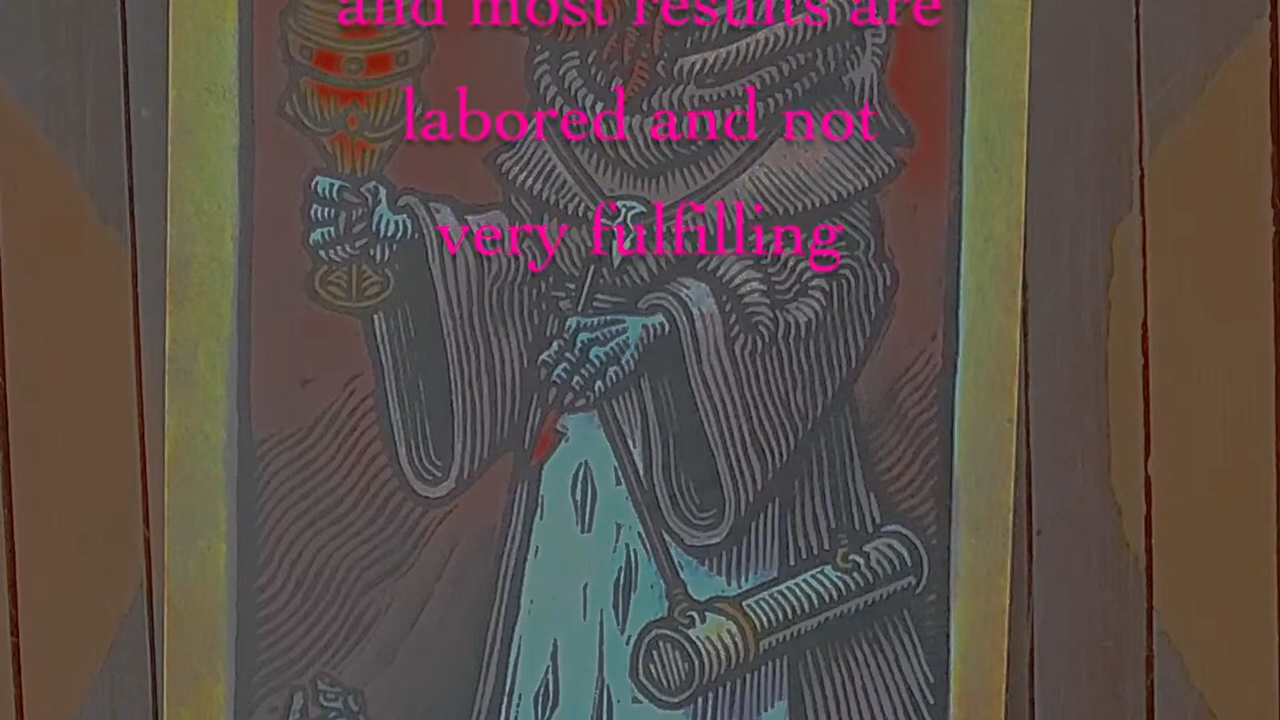 and most results are
labored and not
very fulfilling